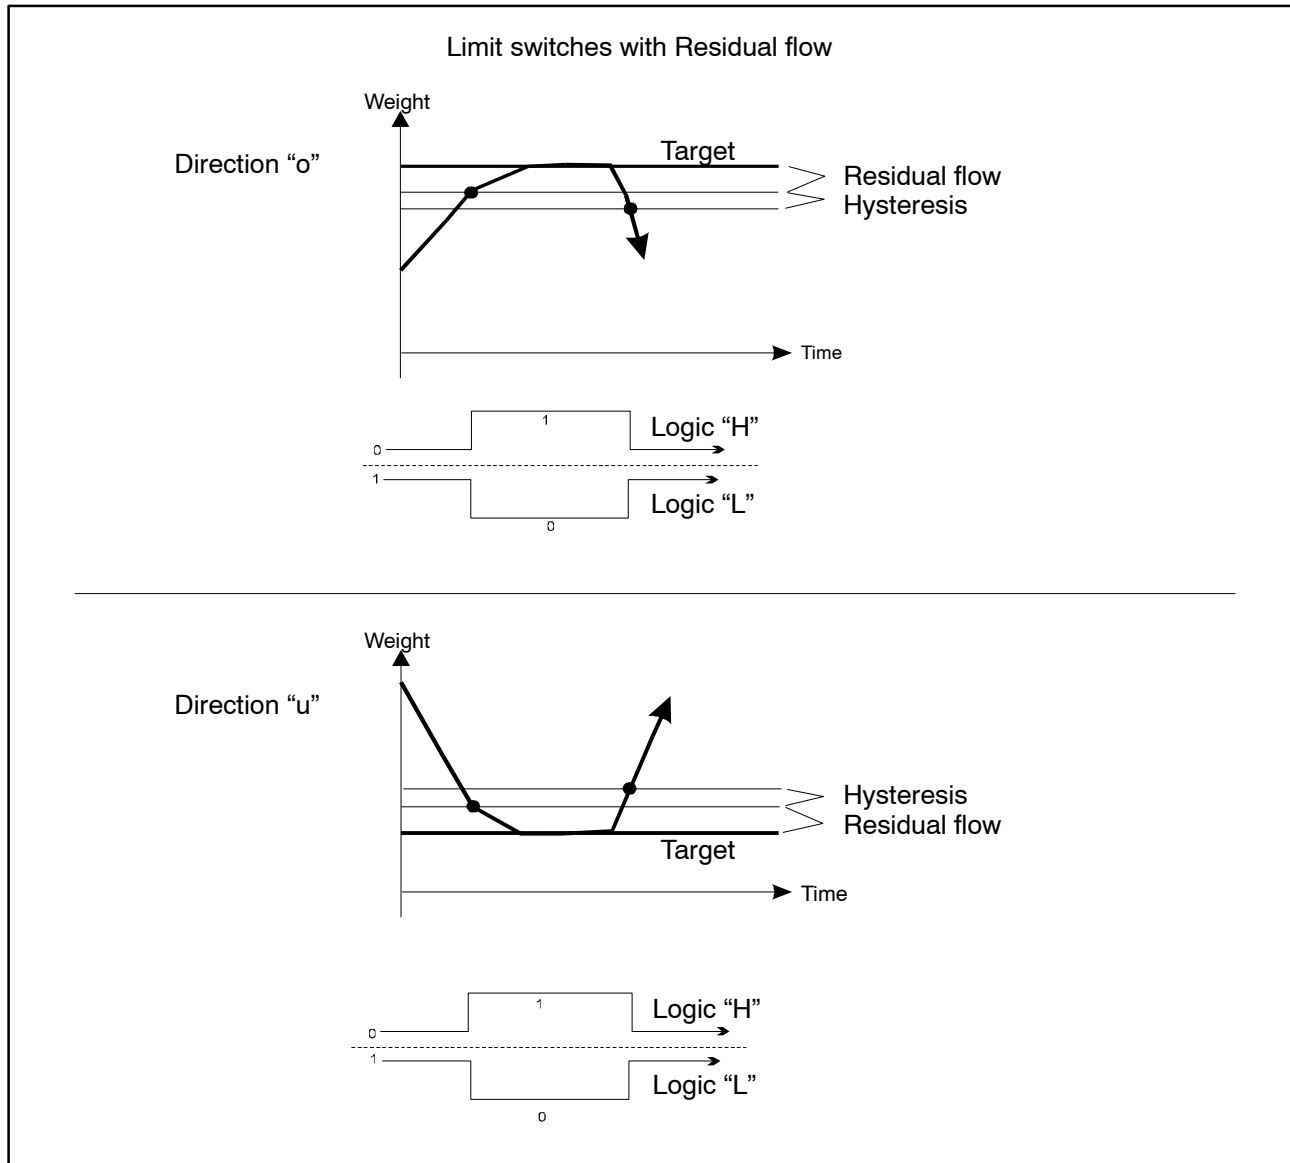 Limit switches with Residual flow
Weight
Direction “o”
Target
Residual flow
Hysteresis
Time
1
Logic “H”
0
1
Logic “L”
0
Weight
Direction “u”
Hysteresis
Residual flow
Target
Time
1
Logic “H”
0
1
Logic “L”
0